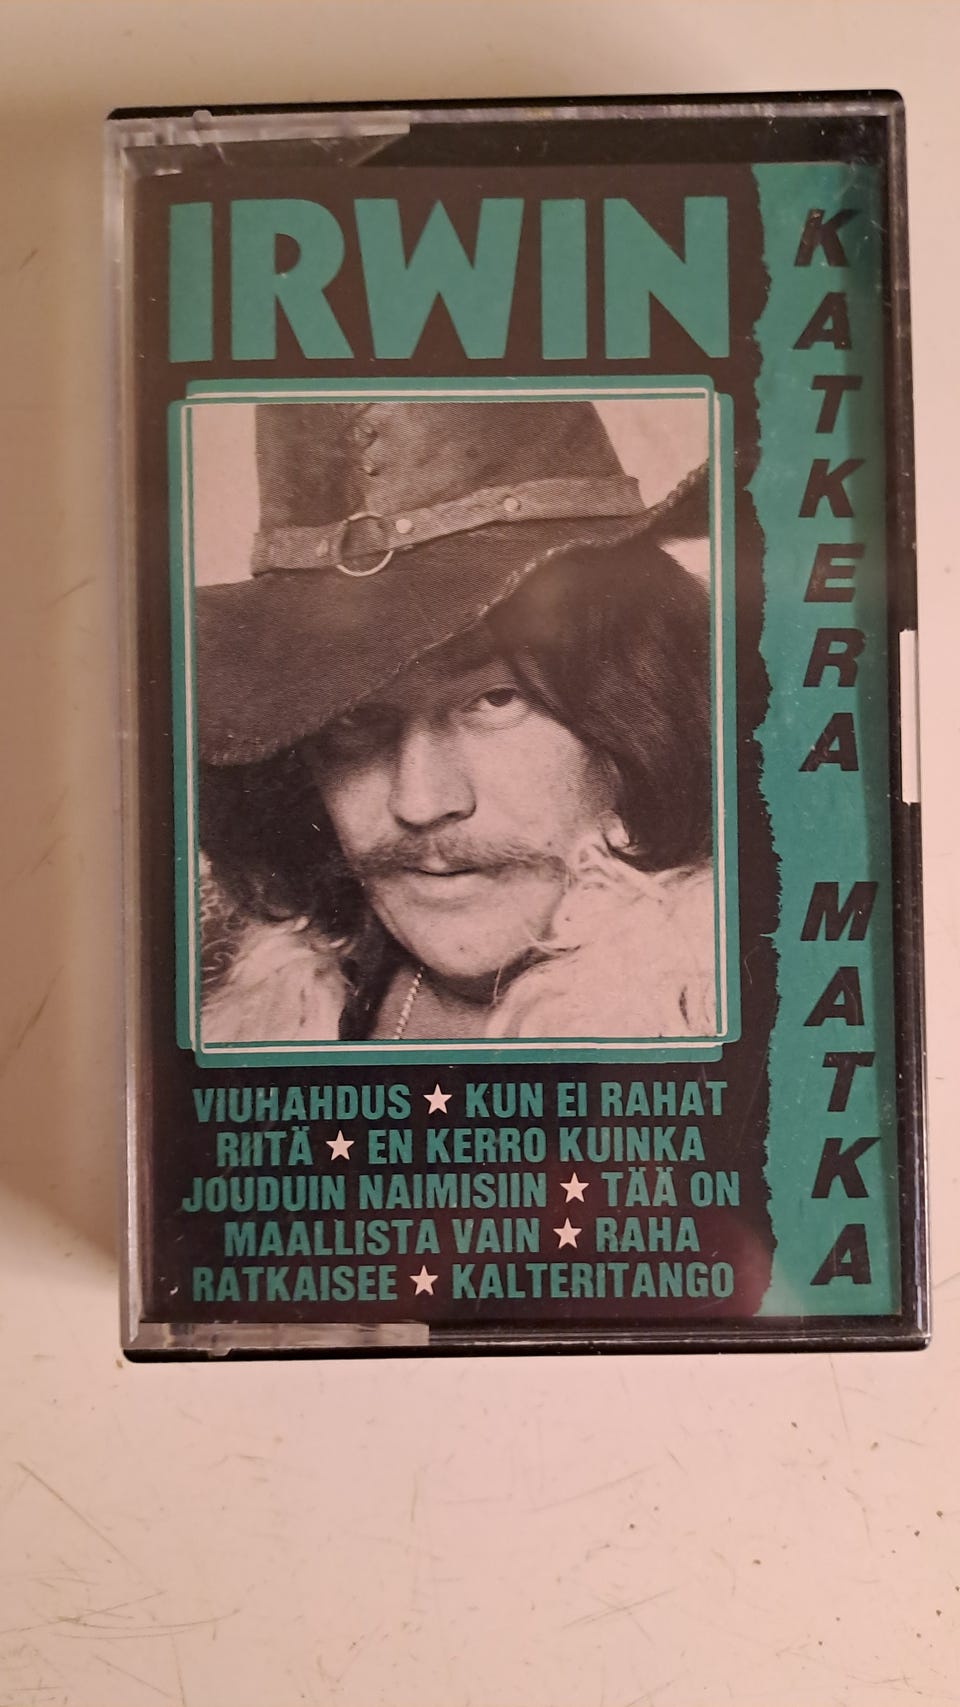 IRWIN
KATKERA MATKA
VIUHAHDUS ★ KUN EI RAHAT
RIITÄ ★ EN KERRO KUINKA
JOUDUIN NAIMISIIN ★ TÄÄ ON
MAALLISTA VAIN ★ RAHA
RATKAISEE ★ KALTERITANGO